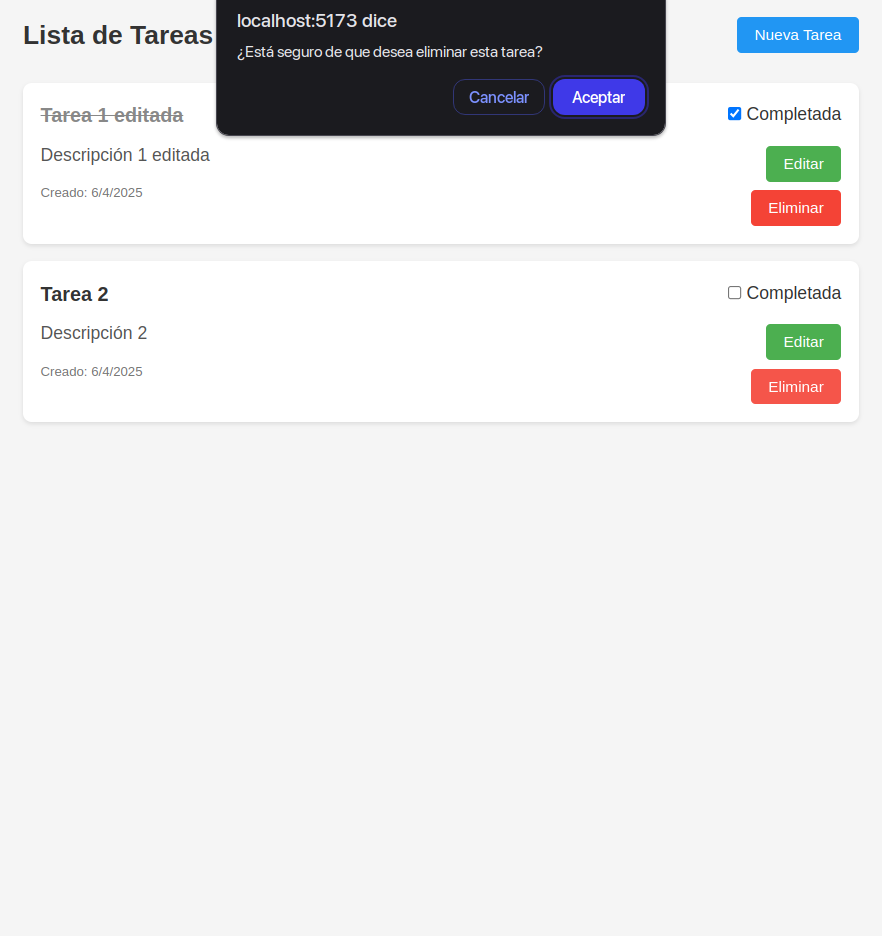 localhost:5173 dice
¿Está seguro de que desea eliminar esta tarea?
Cancelar Aceptar
Lista de Tareas
Nueva Tarea
Tarea 1 editada
Completada
Descripción 1 editada
Editar
Creado: 6/4/2025
Eliminar
Tarea 2
Completada
Descripción 2
Editar
Creado: 6/4/2025
Eliminar